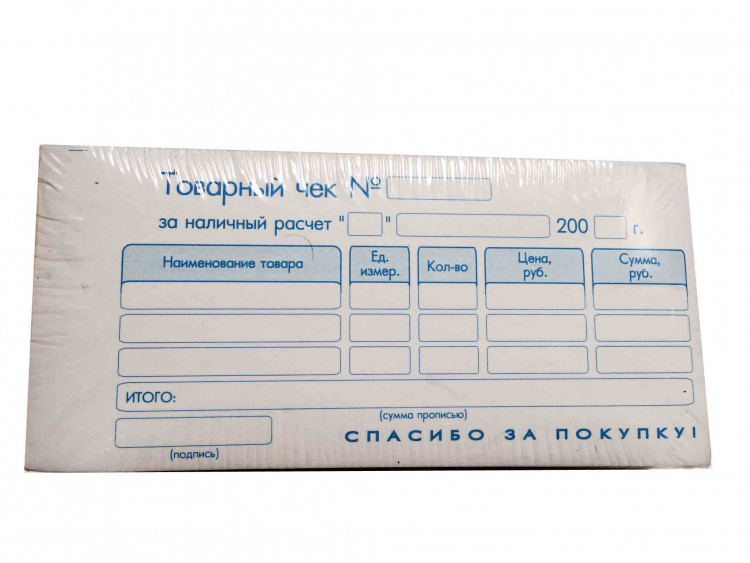 Товарный чек №
за наличный расчет " " 200 г.
Наименование товара Ед. измер. Кол-во Цена, руб. Сумма, руб.
ИТОГО:
(сумма прописью)
(подпись) СПАСИБО ЗА ПОКУПКУ!